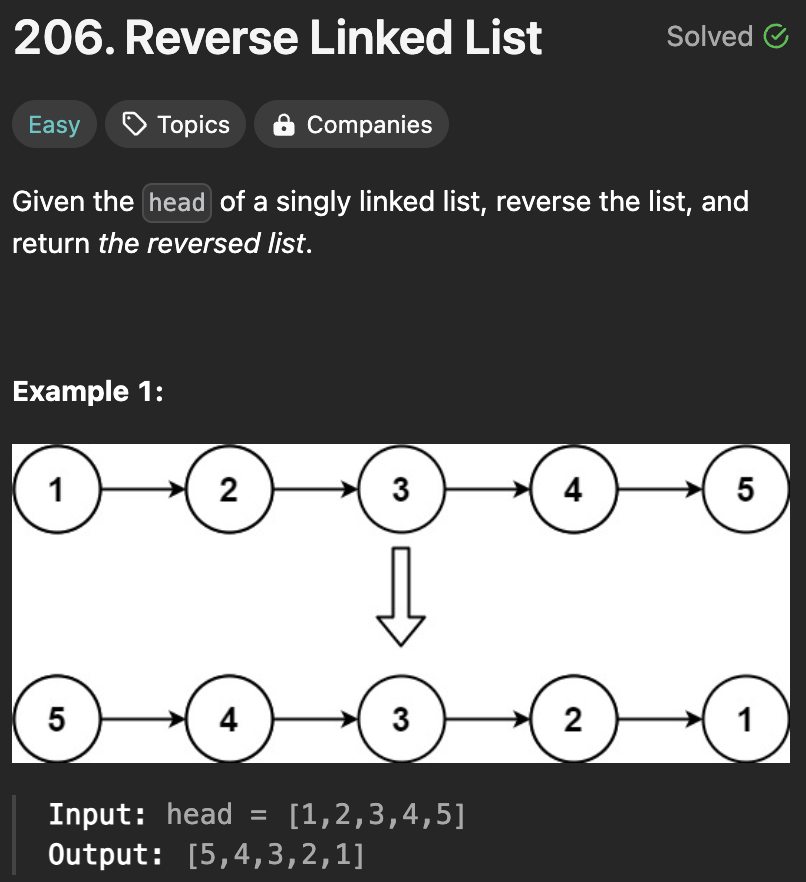 206. Reverse Linked List Solved
Easy Topics Companies
Given the head of a singly linked list, reverse the list, and
return the reversed list.
Example 1:
1 2 3 4 5
5 4 3 2 1
Input: head = [1,2,3,4,5]
Output: [5,4,3,2,1]